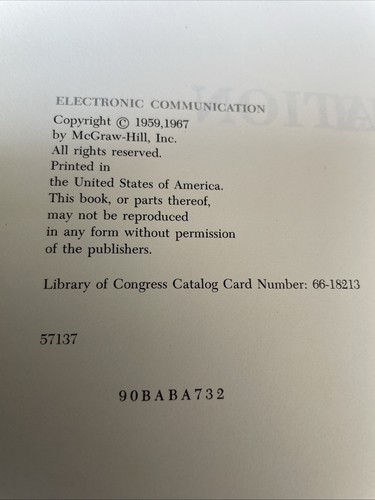 ELECTRONIC COMMUNICATION
Copyright © 1959,1967
by McGraw-Hill, Inc.
All rights reserved.
Printed in
the United States of America.
This book, or parts thereof,
may not be reproduced
in any form without permission
of the publishers.
Library of Congress Catalog Card Number: 66-18213
57137
90BABA732